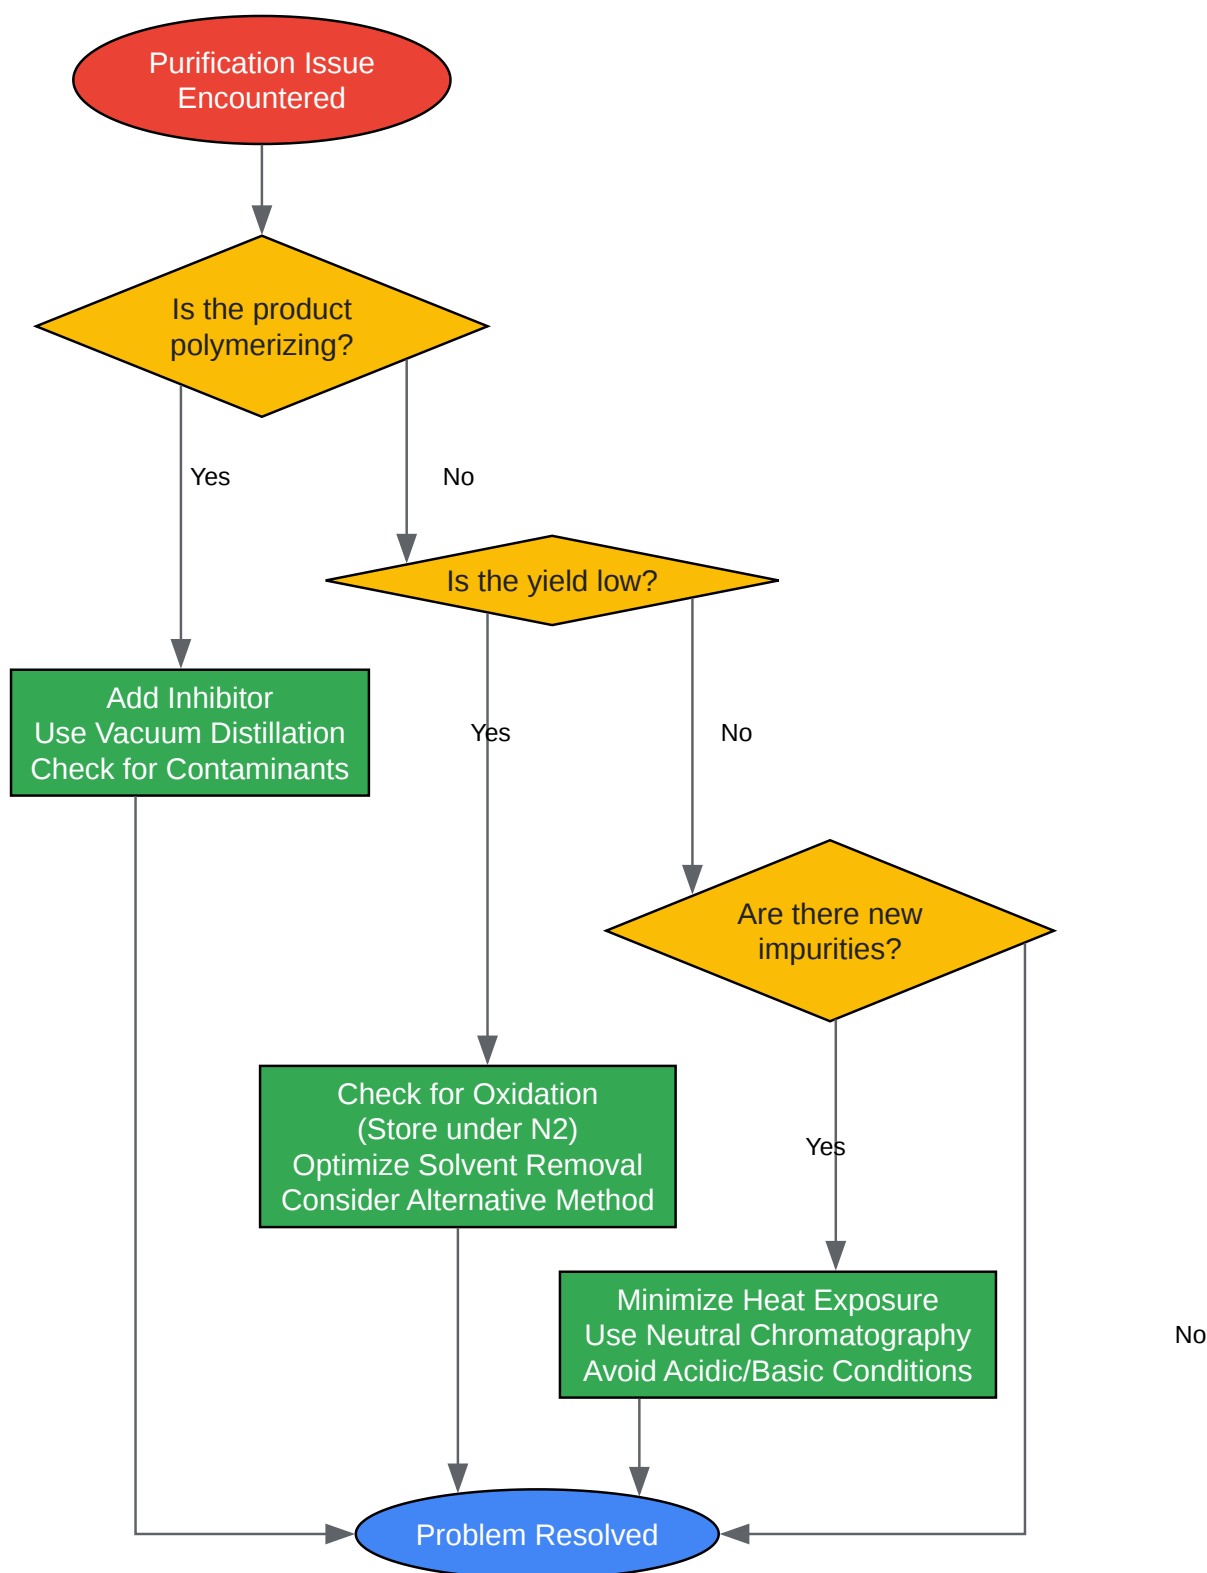 Purification Issue
Encountered
Is the product
polymerizing?
Yes
No
Is the yield low?
Add Inhibitor
Use Vacuum Distillation
Check for Contaminants
Yes
No
Are there new
impurities?
Check for Oxidation
(Store under N2)
Optimize Solvent Removal
Consider Alternative Method
Yes
Minimize Heat Exposure
Use Neutral Chromatography
Avoid Acidic/Basic Conditions
No
Problem Resolved